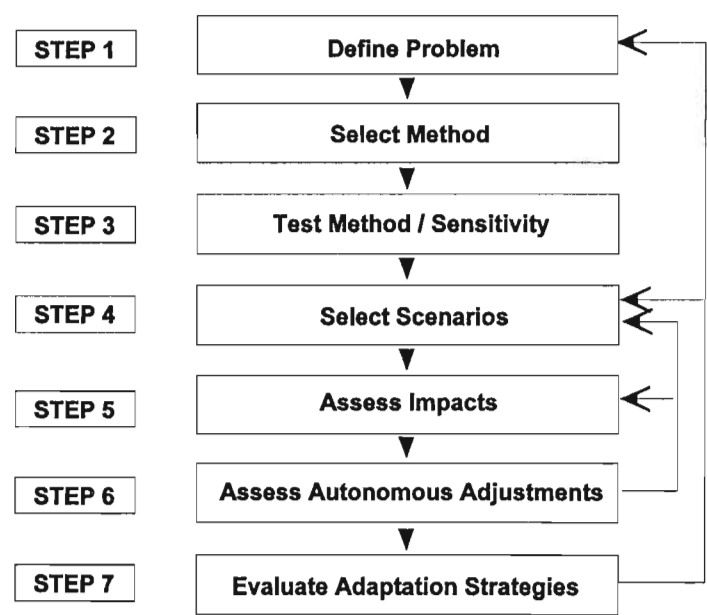 STEP 1
Define Problem
STEP 2
Select Method
STEP 3
Test Method / Sensitivity
STEP 4
Select Scenarios
STEP 5
Assess Impacts
STEP 6
Assess Autonomous Adjustments
STEP 7
Evaluate Adaptation Strategies